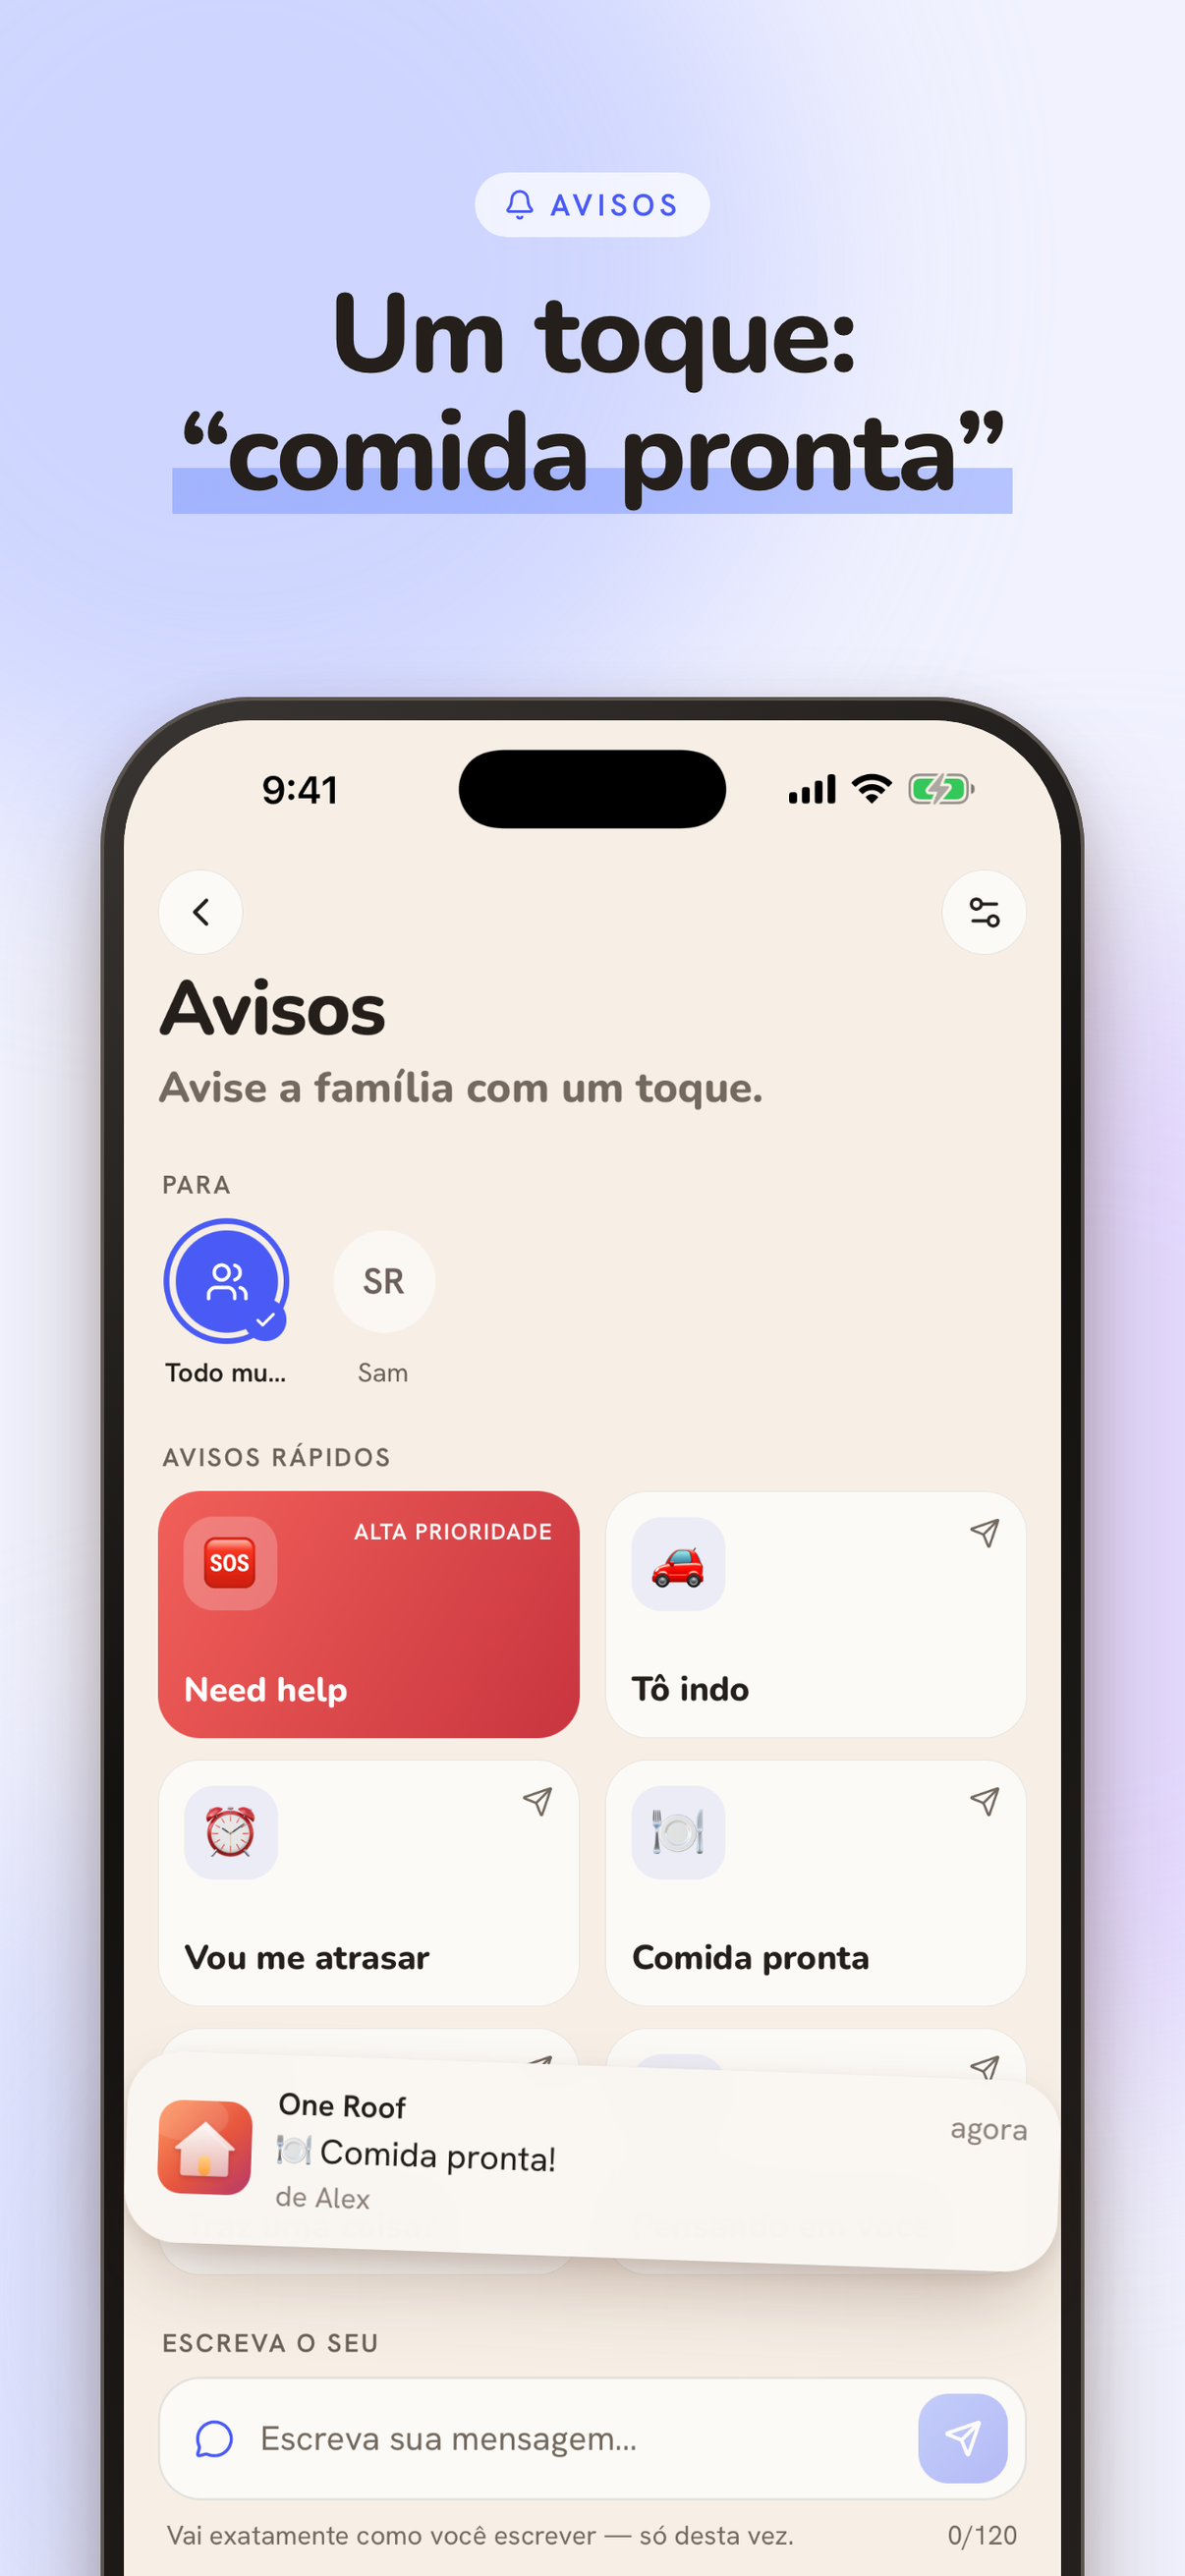 AVISOS
Um toque:
“comida pronta”
9:41
Avisos
Avise a família com um toque.
PARA
SR
Todo mu...
Sam
AVISOS RÁPIDOS
SOS
ALTA PRIORIDADE
Need help
Tô indo
Vou me atrasar
Comida pronta
One Roof
agora
Comida pronta!
de Alex
ESCREVA O SEU
Escreva sua mensagem...
Vai exatamente como você escrever — só desta vez.
0/120